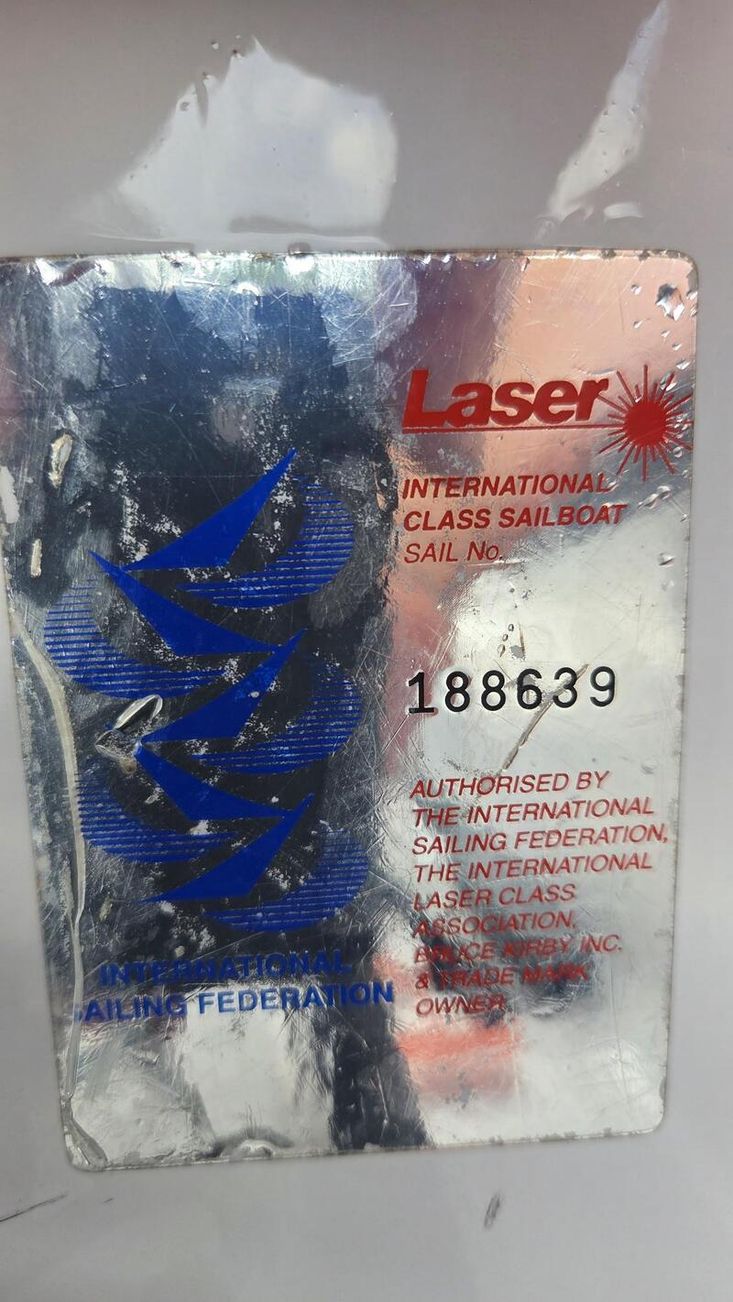 Laser
INTERNATIONAL
CLASS SAILBOAT
SAIL No.
188639
AUTHORISED BY
THE INTERNATIONAL
SAILING FEDERATION,
THE INTERNATIONAL
LASER CLASS
ASSOCIATION,
BRUCE KIRBY INC.
& TRADE MARK
OWNER
INTERNATIONAL
SAILING FEDERATION